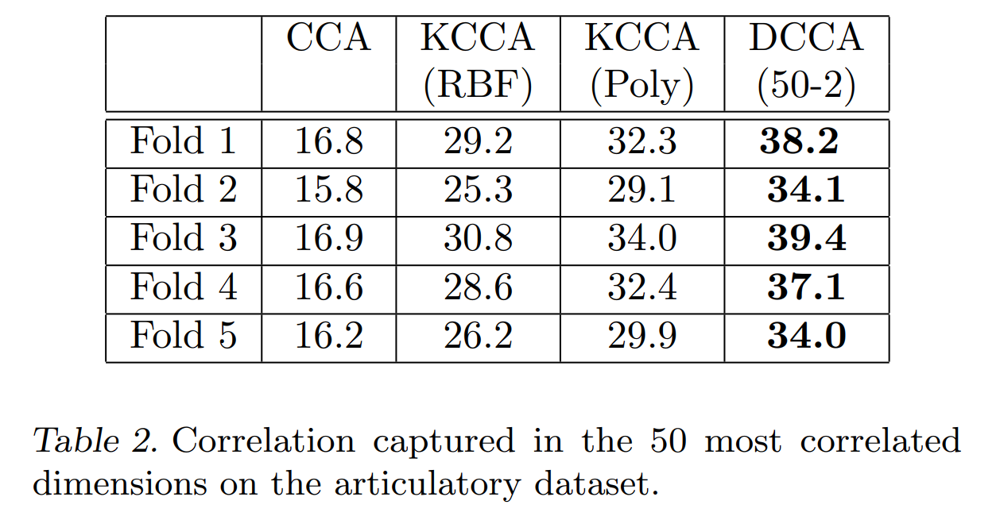 CCA KCCA KCCA DCCA
(RBF) (Poly) (50-2)
Fold 1 16.8 29.2 32.3 38.2
Fold 2 15.8 25.3 29.1 34.1
Fold 3 16.9 30.8 34.0 39.4
Fold 4 16.6 28.6 32.4 37.1
Fold 5 16.2 26.2 29.9 34.0
Table 2. Correlation captured in the 50 most correlated
dimensions on the articulatory dataset.